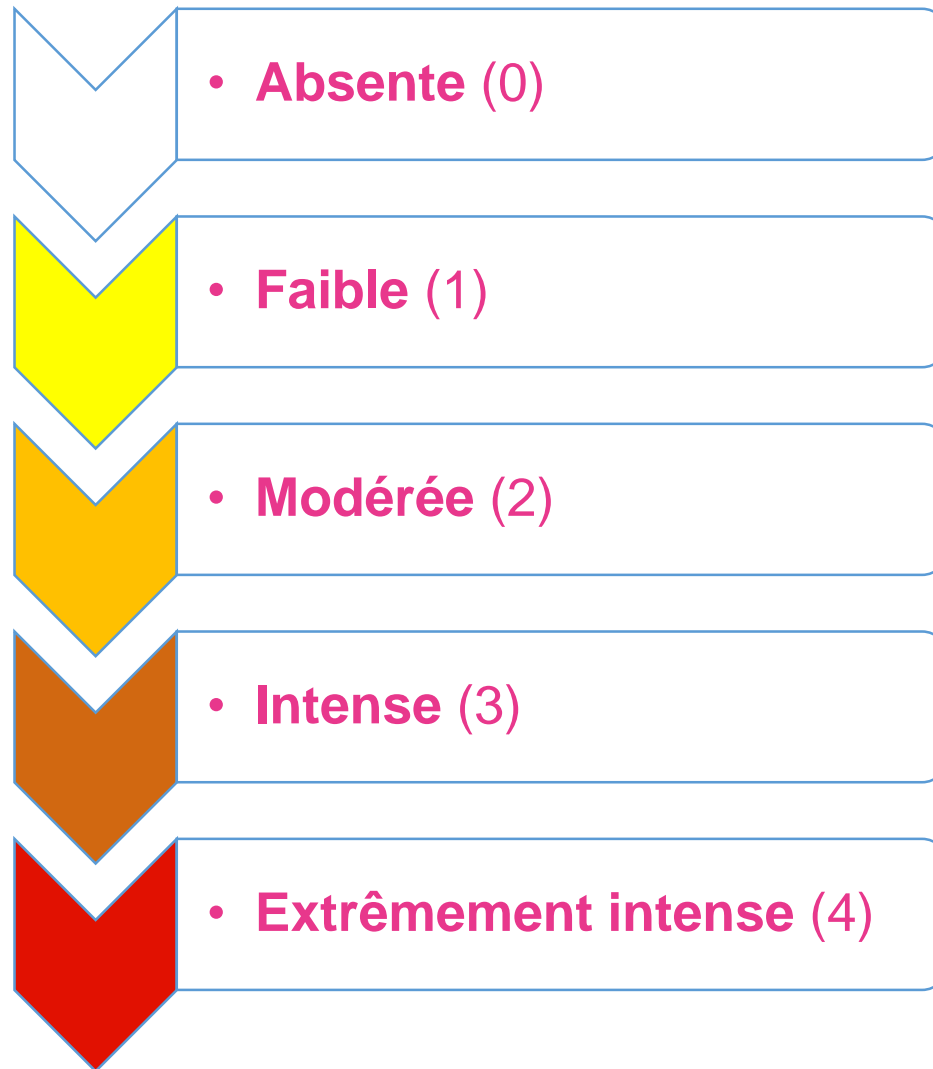 • Absente (0)
• Faible (1)
• Modérée (2)
• Intense (3)
• Extrêmement intense (4)